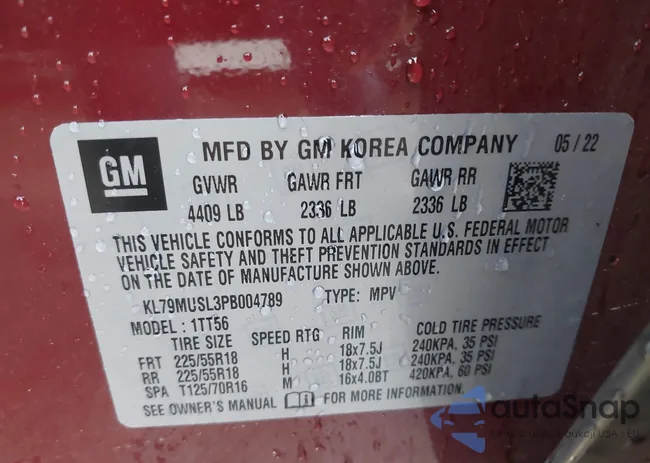 GM
MFD BY GM KOREA COMPANY 05/22
GVWR GAWR FRT GAWR RR
4409 LB 2336 LB 2336 LB
THIS VEHICLE CONFORMS TO ALL APPLICABLE U.S. FEDERAL MOTOR
VEHICLE SAFETY AND THEFT PREVENTION STANDARDS IN EFFECT
ON THE DATE OF MANUFACTURE SHOWN ABOVE.
KL79MUSL3PB004789 TYPE: MPV
MODEL: 1TT56
TIRE SIZE SPEED RTG RIM COLD TIRE PRESSURE
FRT 225/55R18 H 18x7.5J 240KPA, 35 PSI
RR 225/55R18 H 18x7.5J 240KPA, 35 PSI
SPA T125/70R16 M 16x4.0BT 420KPA, 60 PSI
SEE OWNER'S MANUAL FOR MORE INFORMATION.
autoSnap